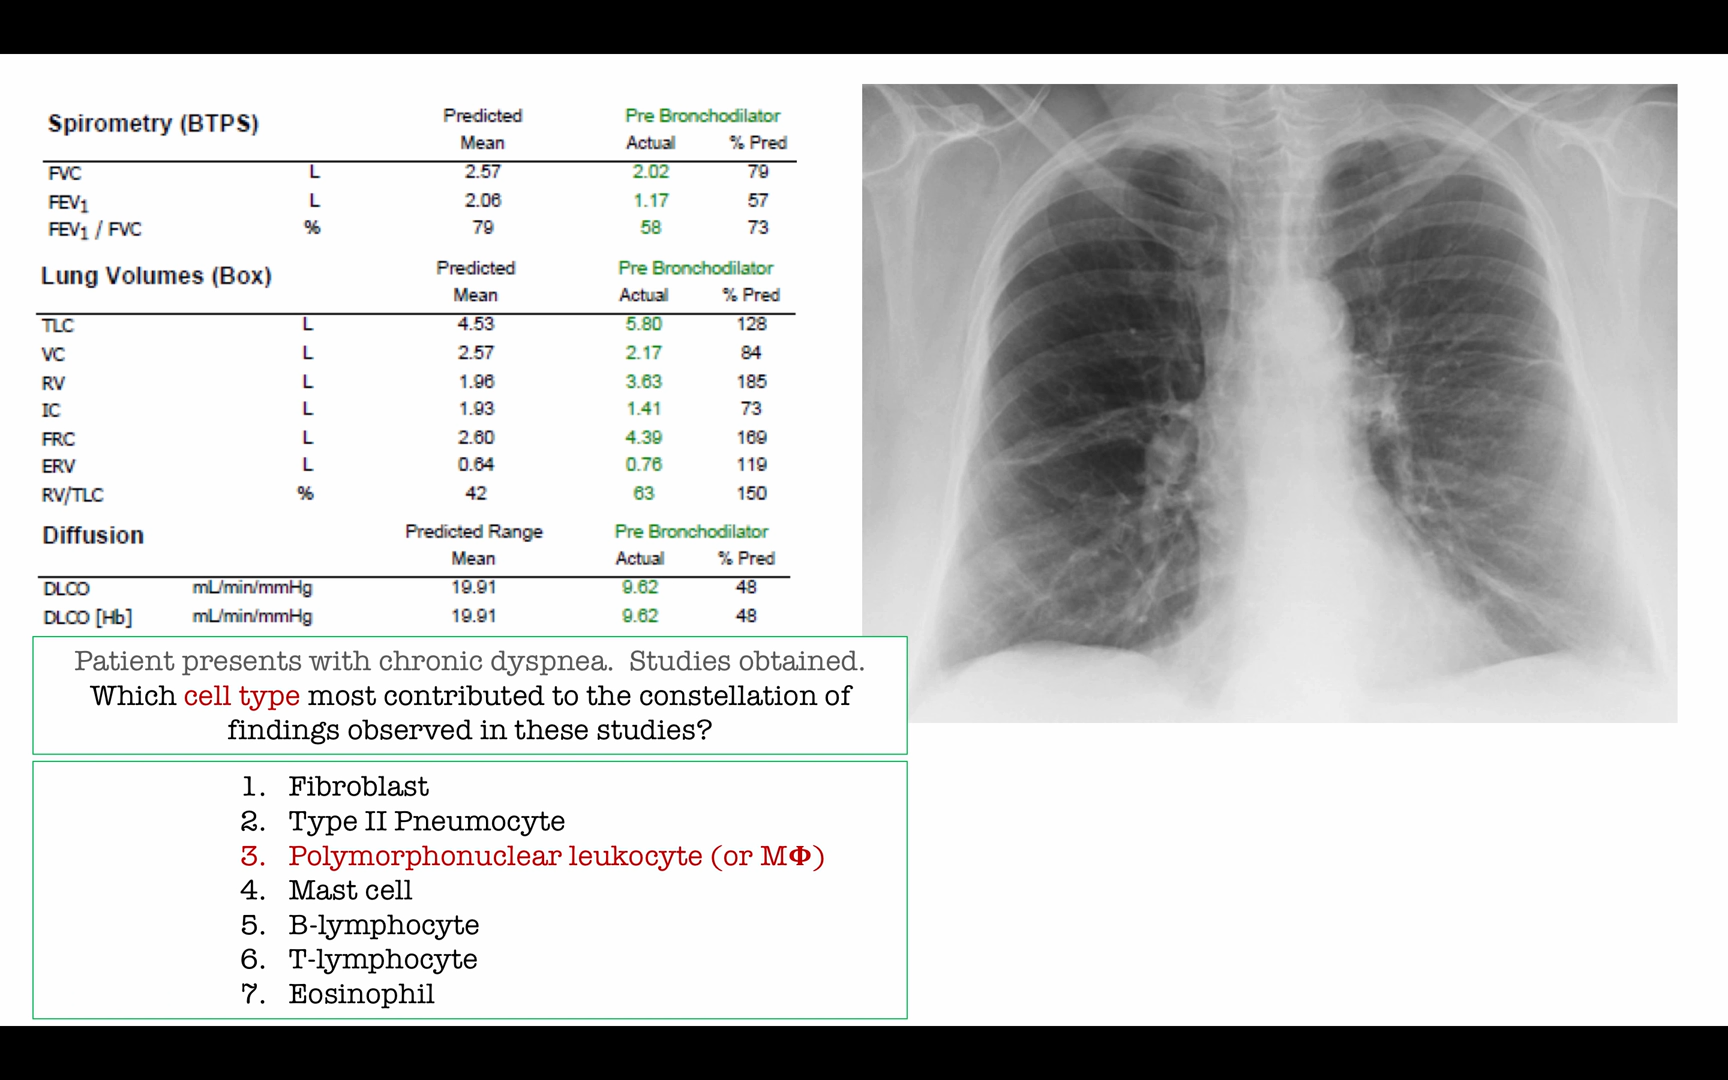 Spirometry (BTPS) Predicted Pre Bronchodilator
Mean Actual % Pred
FVC L 2.57 2.02 79
FEV1 L 2.06 1.17 57
FEV1 / FVC % 79 58 73
Lung Volumes (Box) Predicted Pre Bronchodilator
Mean Actual % Pred
TLC L 4.53 5.80 128
VC L 2.57 2.17 84
RV L 1.96 3.63 185
IC L 1.93 1.41 73
FRC L 2.60 4.39 169
ERV L 0.64 0.76 119
RV/TLC % 42 63 150
Diffusion Predicted Range Pre Bronchodilator
Mean Actual % Pred
DLCO mL/min/mmHg 19.91 9.62 48
DLCO [Hb] mL/min/mmHg 19.91 9.62 48
Patient presents with chronic dyspnea. Studies obtained.
Which cell type most contributed to the constellation of
findings observed in these studies?
1. Fibroblast
2. Type II Pneumocyte
3. Polymorphonuclear leukocyte (or MΦ)
4. Mast cell
5. B-lymphocyte
6. T-lymphocyte
7. Eosinophil